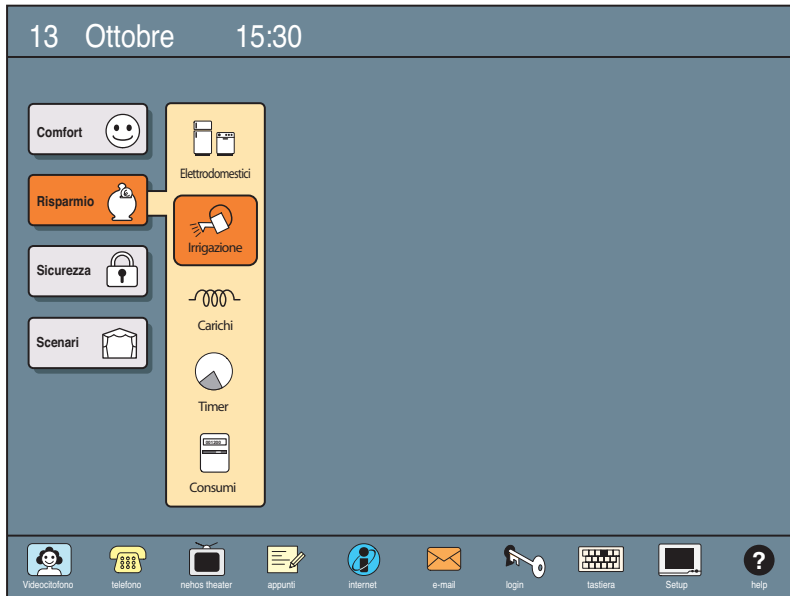 13 Ottobre 15:30
Comfort
Risparmio
Sicurezza
Scenari
Elettrodomestici
Irrigazione
Carichi
Timer
Consumi
Videocitofono telefono nehos theater appunti internet e-mail login tastiera Setup help